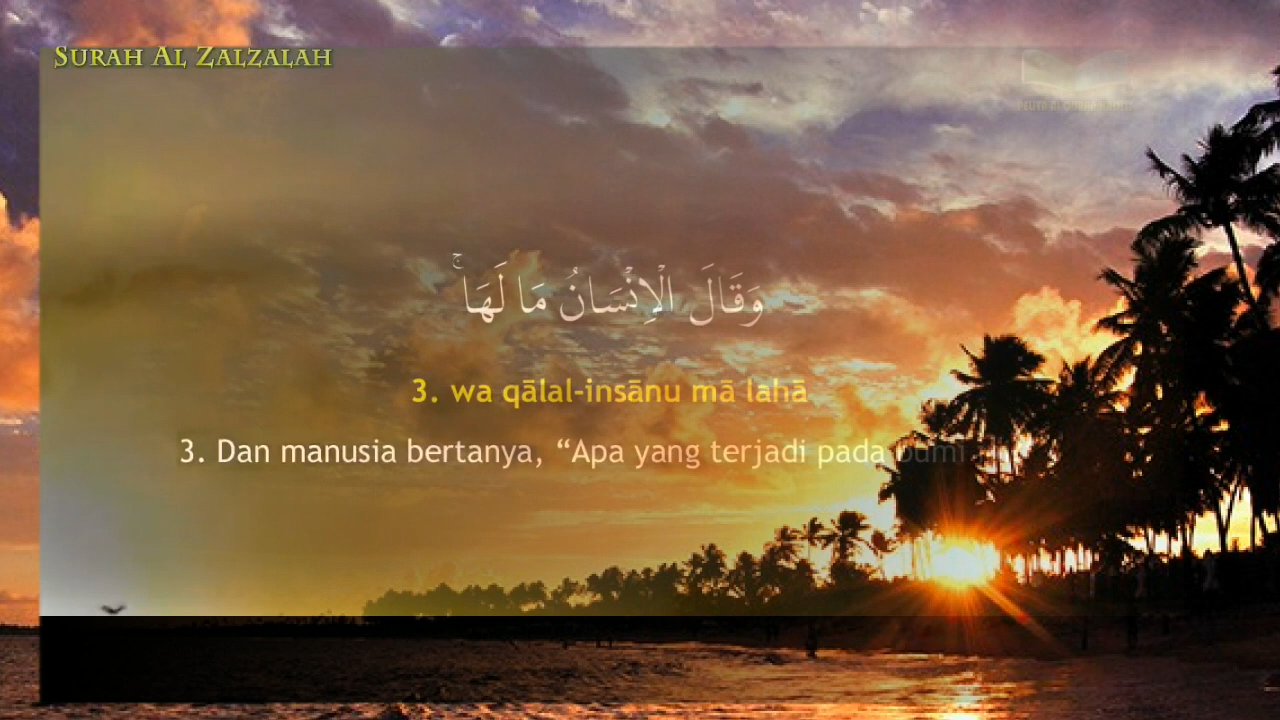 Surah Al Zalzalah
وَقَالَ الْاِنْسَانُ مَا لَهَاۚ
3. wa qālal-insānu mā lahā
3. Dan manusia bertanya, “Apa yang terjadi pada bumi